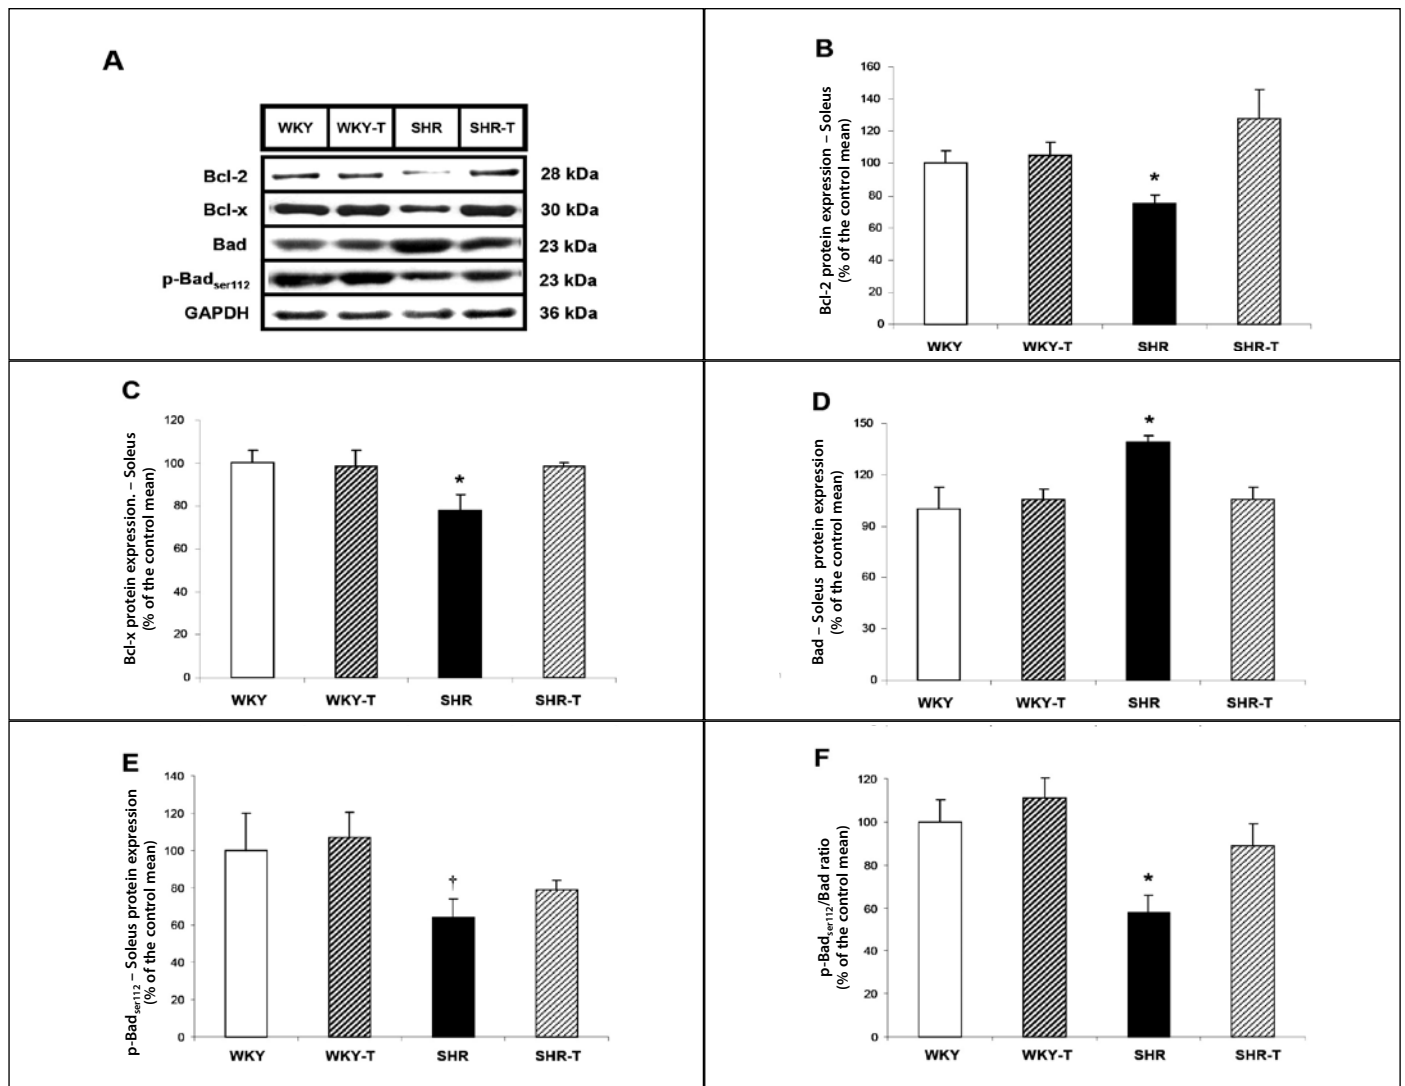 A
WKY WKY-T SHR SHR-T
Bcl-2 28 kDa
Bcl-x 30 kDa
Bad 23 kDa
p-Badser112 23 kDa
GAPDH 36 kDa
B
Bcl-2 protein expression – Soleus
(% of the control mean)
160
140
120
100
80
60
40
20
0
*
WKY WKY-T SHR SHR-T
C
Bcl-x protein expression. – Soleus
(% of the control mean)
120
100
80
60
40
20
0
*
WKY WKY-T SHR SHR-T
D
Bad – Soleus protein expression
(% of the control mean)
150
120
90
60
30
0
*
WKY WKY-T SHR SHR-T
E
p-Badser112 – Soleus protein expression
(% of the control mean)
140
120
100
80
60
40
20
0
†
WKY WKY-T SHR SHR-T
F
p-Badser112/Bad ratio
(% of the control mean)
120
100
80
60
40
20
0
*
WKY WKY-T SHR SHR-T